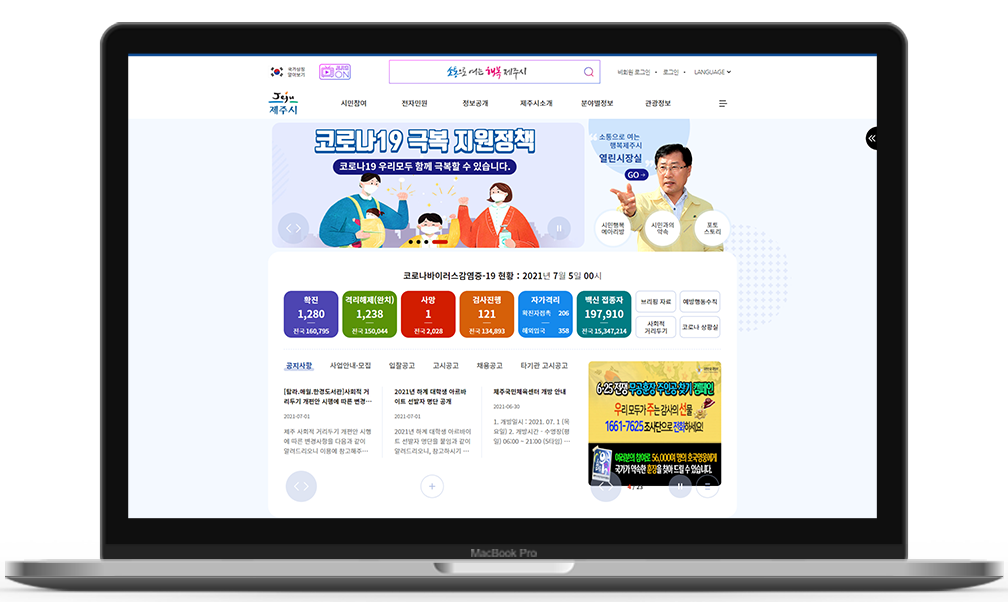 국가상징
알아보기
ON
소통으로 여는 행복 제주시
비회원 로그인
로그인
LANGUAGE
Jeju
제주시
시민참여
전자민원
정보공개
제주시소개
분야별정보
관광정보
코로나19 극복 지원정책
코로나19 우리모두 함께 극복할 수 있습니다.
소통으로 여는
행복제주시
열린시장실
GO
시민행복
메아리방
시민과의
약속
포토
스토리
코로나바이러스감염증-19 현황 : 2021년 7월 5일 00시
확진
1,280
전국 160,795
격리해제(완치)
1,238
전국 150,044
사망
1
전국 2,028
검사진행
121
전국 134,893
자가격리
확진자접촉 206
해외입국 358
백신 접종자
197,910
전국 15,347,214
브리핑 자료
예방행동수칙
사회적
거리두기
코로나 상황실
공지사항
사업안내·모집
입찰공고
고시공고
채용공고
타기관 고시공고
[탐라.애월.한경도서관]사회적 거
리두기 개편안 시행에 따른 변경…
2021-07-01
제주 사회적 거리두기 개편안 시행
에 따른 변경사항을 다음과 같이
알려드리오니 이용에 참고해주…
2021년 하계 대학생 아르바
이트 선발자 명단 공개
2021-07-01
2021년 하계 대학생 아르바이
트 선발자 명단을 붙임과 같이
알려드리오니, 참고하시기 …
제주국민체육센터 개방 안내
2021-06-30
1. 개방일시 : 2021. 07. 1 (목
요일) 2. 개방시간 - 수영장(평
일) 06:00 ~ 21:00 (5타임) …
6·25전쟁 무공훈장 주인공 찾기 캠페인
우리 모두가 주는 감사의 선물
1661-7625 조사단으로 전화하세요!
여러분의 참여로 56,000여 명의 호국영웅에게
국가가 약속한 훈장을 찾아 드릴 수 있습니다.
MacBook Pro